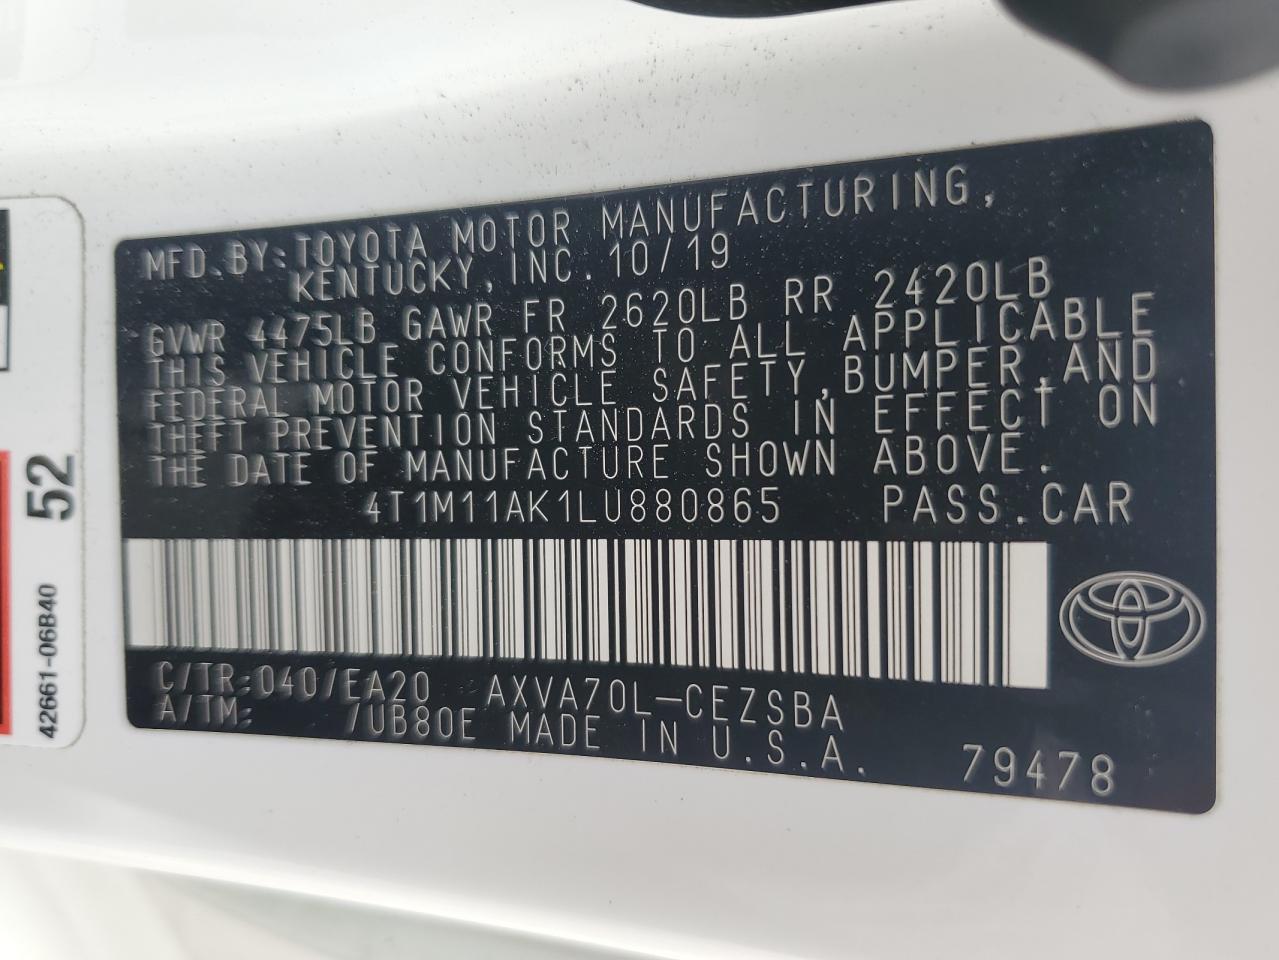 MFD.BY:TOYOTA MOTOR MANUFACTURING,
KENTUCKY, INC. 10/19
GVWR 4475LB GAWR FR 2620LB RR 2420LB
THIS VEHICLE CONFORMS TO ALL APPLICABLE
FEDERAL MOTOR VEHICLE SAFETY,BUMPER,AND
THEFT PREVENTION STANDARDS IN EFFECT ON
THE DATE OF MANUFACTURE SHOWN ABOVE.
4T1M11AK1LU880865 PASS.CAR
C/TR:040/EA20 AXVA70L-CEZSBA
A/TM: /UB80E MADE IN U.S.A.
79478
52
42661-06B40